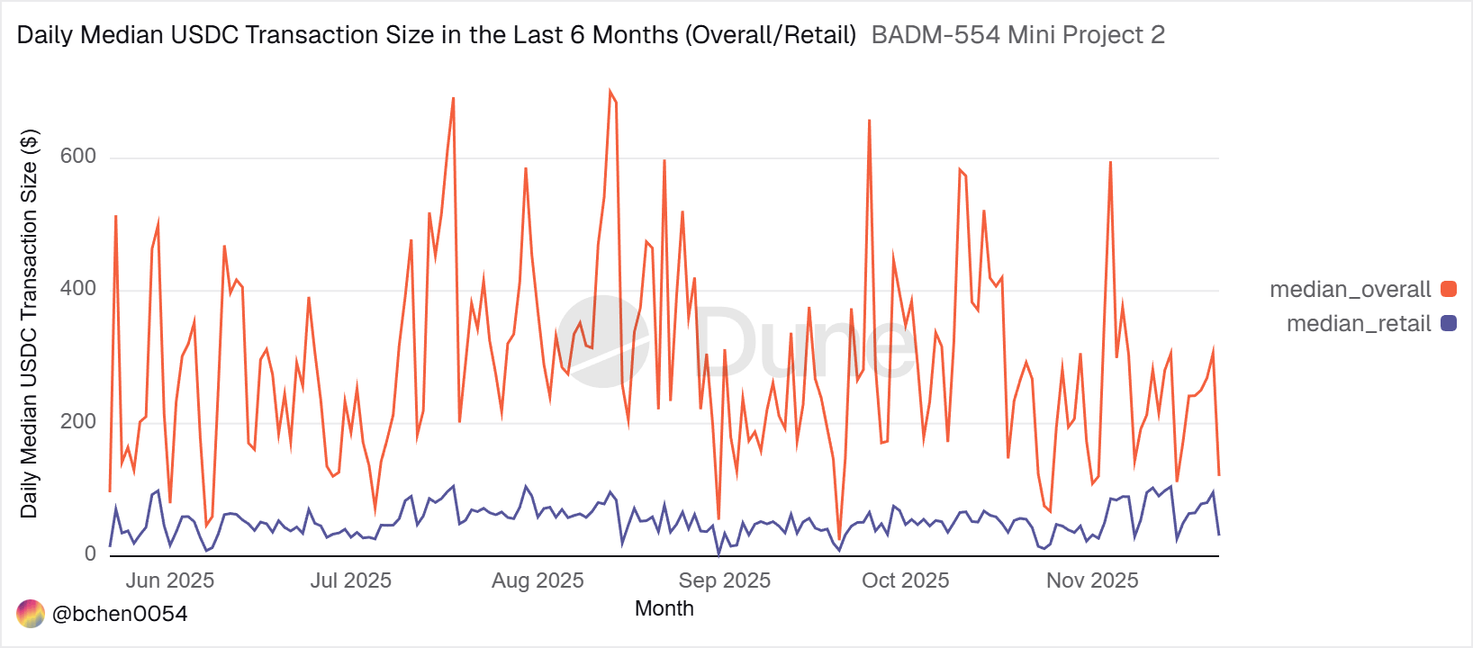 Daily Median USDC Transaction Size in the Last 6 Months (Overall/Retail) BADM-554 Mini Project 2
Daily Median USDC Transaction Size ($)
600
400
200
0
Dune
median_overall
median_retail
Jun 2025 Jul 2025 Aug 2025 Sep 2025 Oct 2025 Nov 2025
Month
@bchen0054